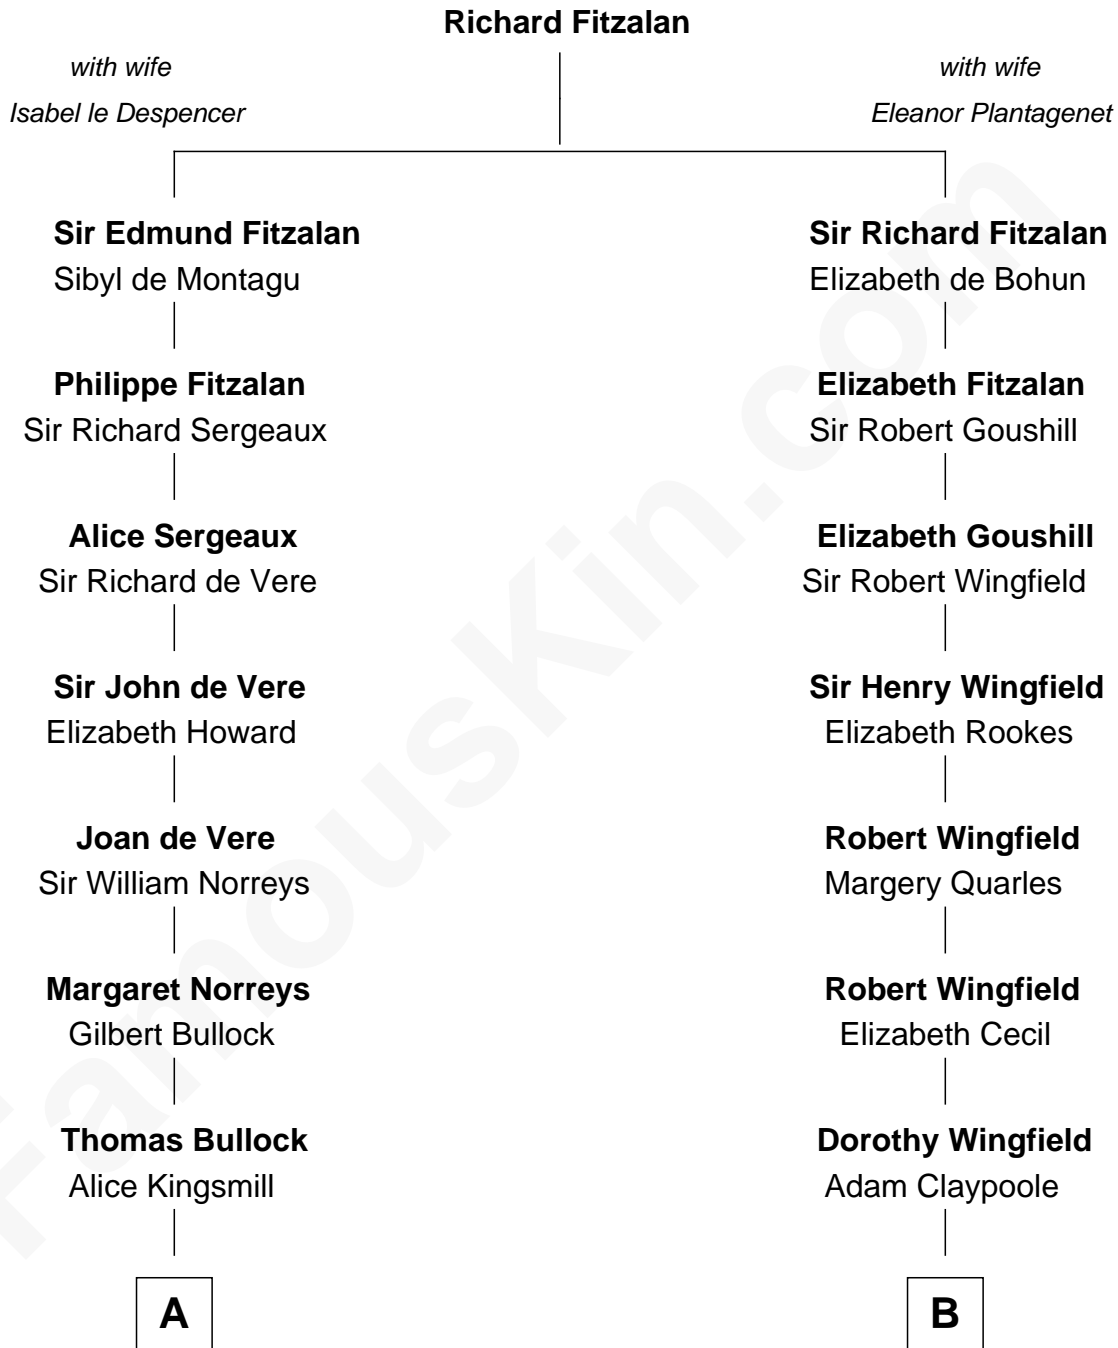 Richard Fitzalan
with wife
Isabel le Despencer
with wife
Eleanor Plantagenet
Sir Edmund Fitzalan
Sibyl de Montagu
Philippe Fitzalan
Sir Richard Sergeaux
Alice Sergeaux
Sir Richard de Vere
Sir John de Vere
Elizabeth Howard
Joan de Vere
Sir William Norreys
Margaret Norreys
Gilbert Bullock
Thomas Bullock
Alice Kingsmill
A
Sir Richard Fitzalan
Elizabeth de Bohun
Elizabeth Fitzalan
Sir Robert Goushill
Elizabeth Goushill
Sir Robert Wingfield
Sir Henry Wingfield
Elizabeth Rookes
Robert Wingfield
Margery Quarles
Robert Wingfield
Elizabeth Cecil
Dorothy Wingfield
Adam Claypoole
B
FamousKin.com